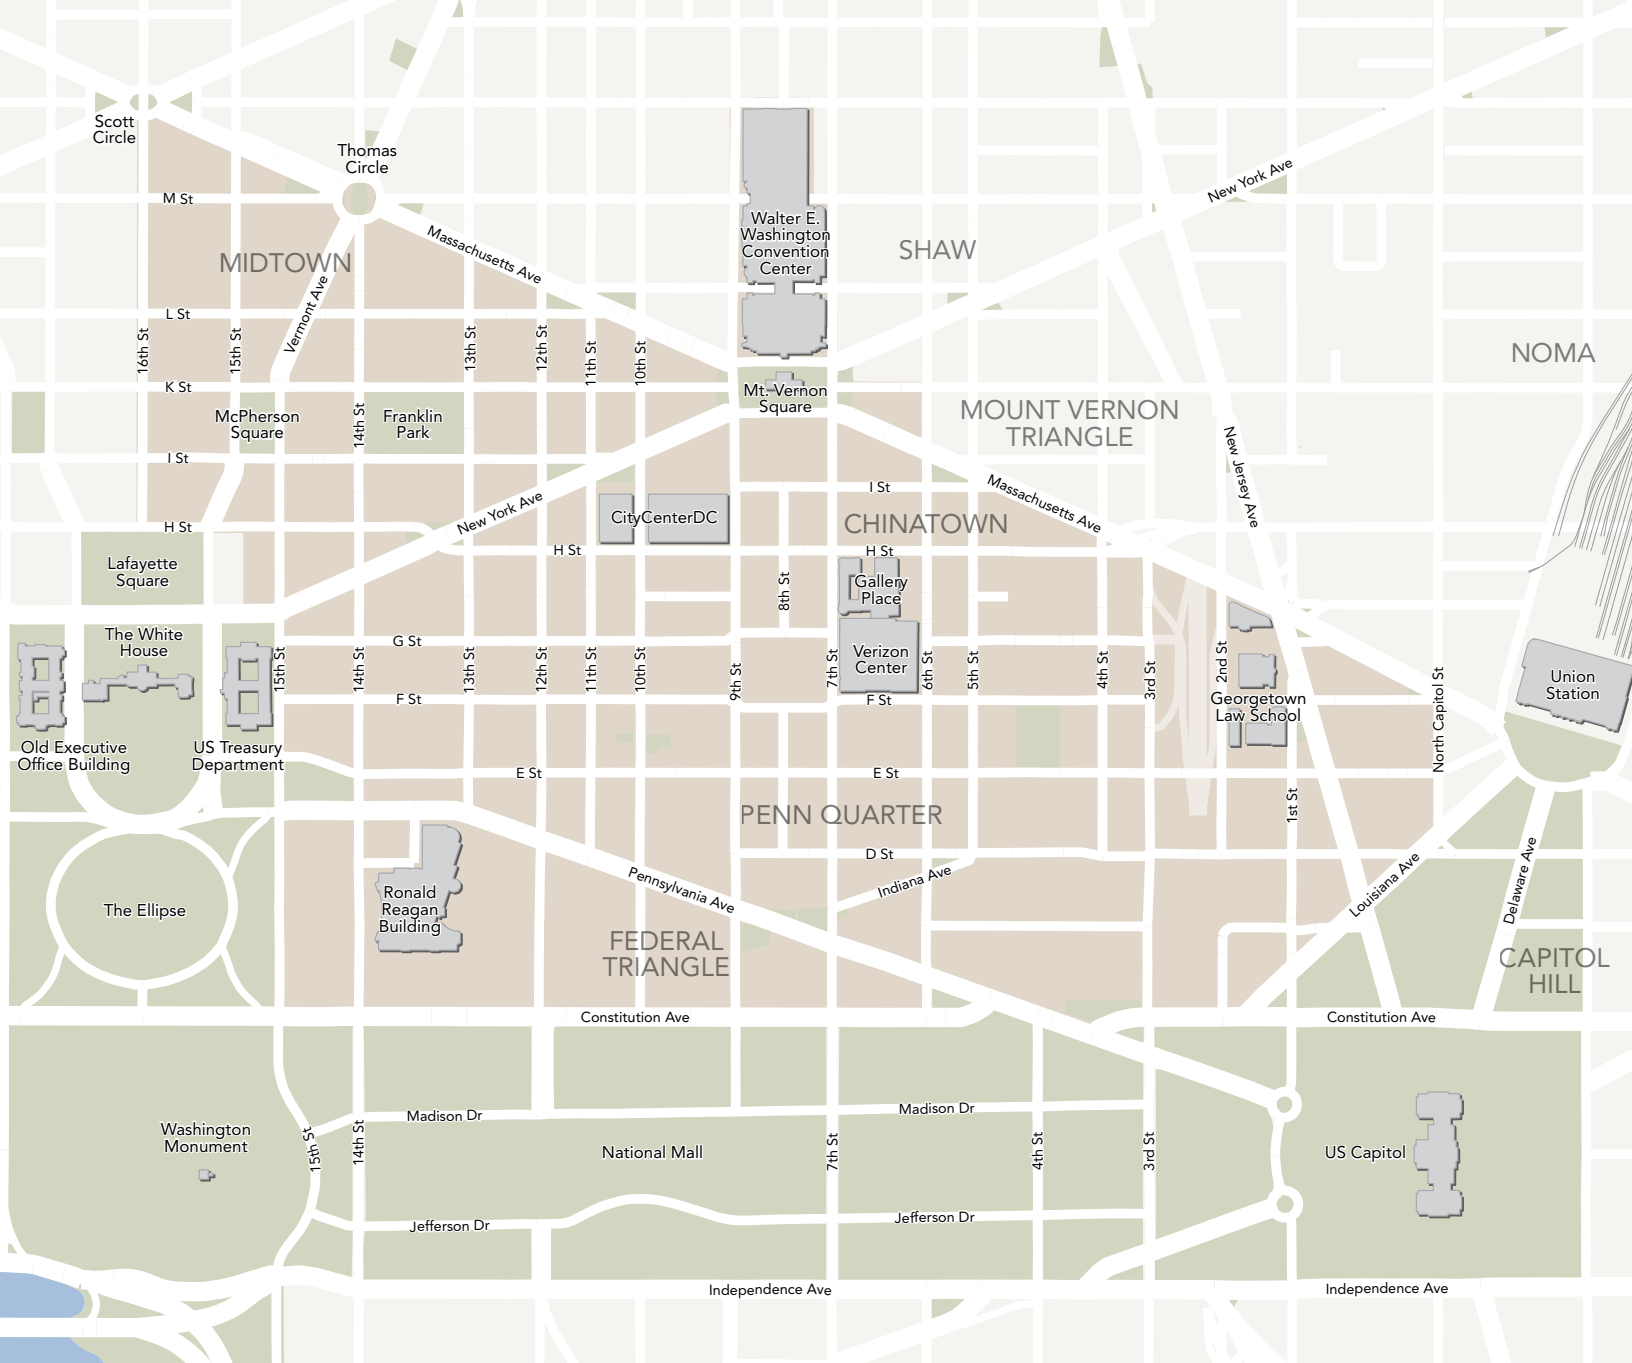 Scott
Circle
Thomas
Circle
M St
Massachusetts Ave
Walter E.
Washington
Convention
Center
New York Ave
MIDTOWN
SHAW
Vermont Ave
L St
16th St
15th St
13th St
12th St
11th St
10th St
NOMA
K St
Mt. Vernon
Square
McPherson
Square
14th St
Franklin
Park
MOUNT VERNON
TRIANGLE
I St
New Jersey Ave
I St
Massachusetts Ave
New York Ave
CityCenterDC
CHINATOWN
H St
H St
H St
Lafayette
Square
8th St
Gallery
Place
The White
House
G St
15th St
14th St
13th St
12th St
11th St
10th St
9th St
7th St
Verizon
Center
6th St
5th St
4th St
3rd St
2nd St
Georgetown
Law School
North Capitol St
Union
Station
F St
F St
Old Executive
Office Building
US Treasury
Department
E St
E St
PENN QUARTER
1st St
D St
Indiana Ave
Pennsylvania Ave
Louisiana Ave
Delaware Ave
The Ellipse
Ronald
Reagan
Building
FEDERAL
TRIANGLE
CAPITOL
HILL
Constitution Ave
Constitution Ave
Madison Dr
Madison Dr
Washington
Monument
15th St
14th St
National Mall
7th St
4th St
3rd St
US Capitol
Jefferson Dr
Jefferson Dr
Independence Ave
Independence Ave